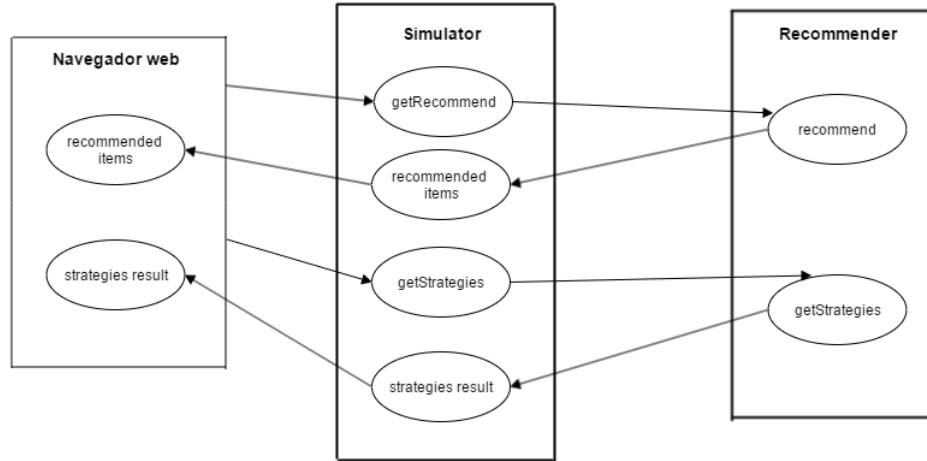 Navegador web
recommended
items
strategies result
Simulator
getRecommend
recommended
items
getStrategies
strategies result
Recommender
recommend
getStrategies